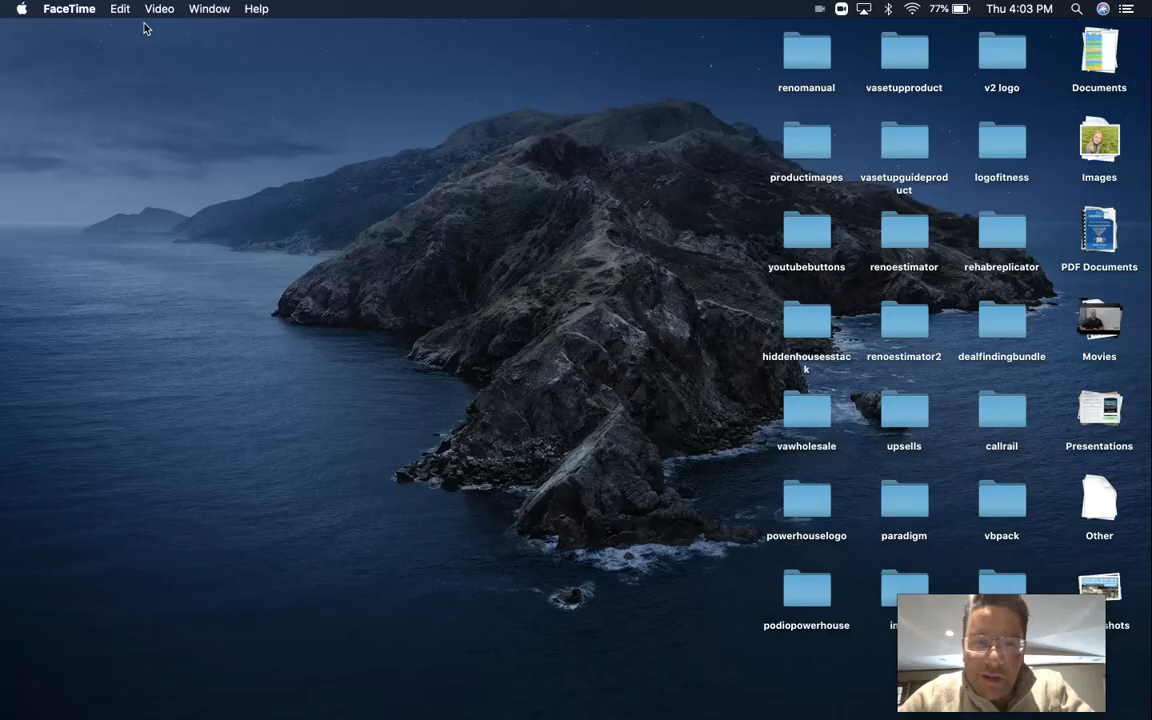 FaceTime Edit Video Window Help 77% Thu 4:03 PM
renomanual vasetupproduct v2 logo Documents
productimages vasetupguideprod
uct logofitness Images
youtubebuttons renoestimator rehabreplicator PDF Documents
hiddenhousesstac
k renoestimator2 dealfindingbundle Movies
vawholesale upsells callrail Presentations
powerhouselogo paradigm vbpack Other
podiopowerhouse